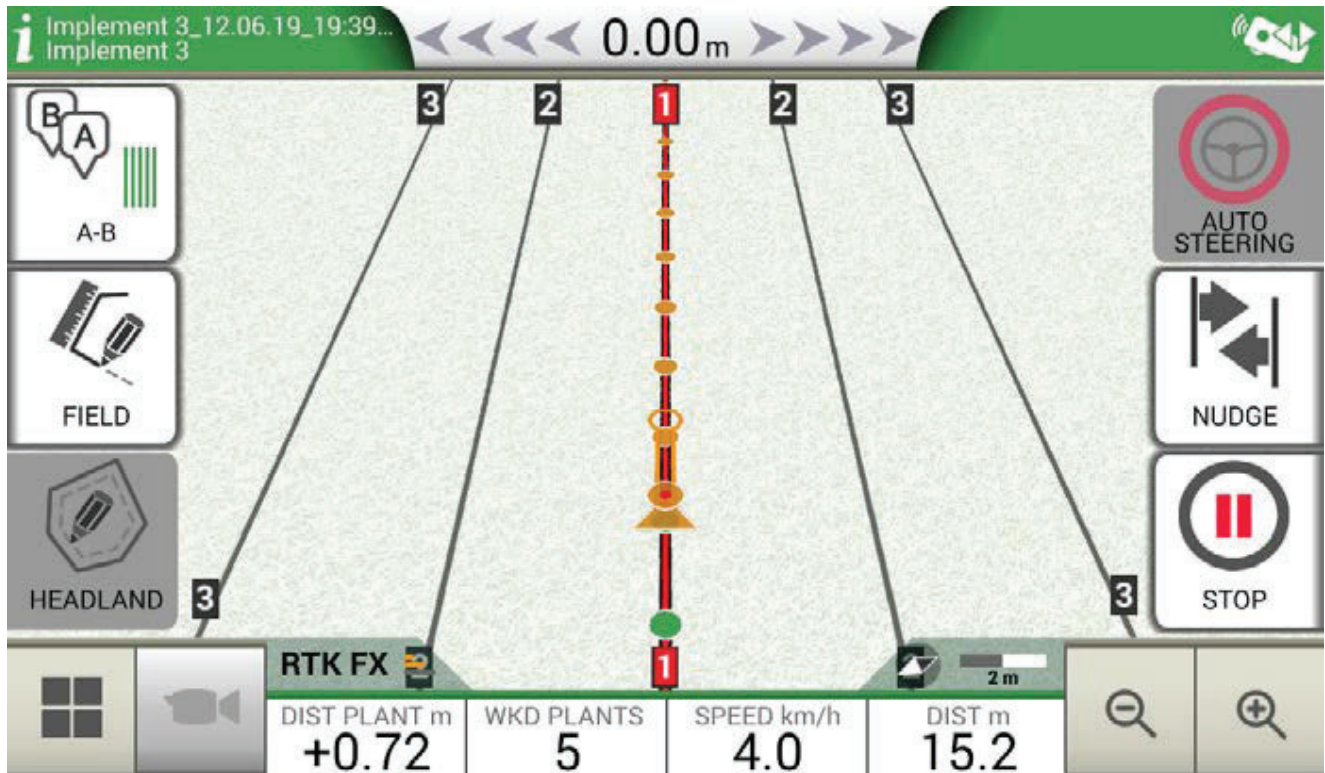 Implement 3_12.06.19_19:39...
Implement 3
0.00 m
3 2 1 2 3
B
A
A-B
AUTO
STEERING
FIELD
NUDGE
HEADLAND
STOP
3 3
RTK FX
1
2 m
DIST PLANT m WKD PLANTS SPEED km/h DIST m
+0.72 5 4.0 15.2